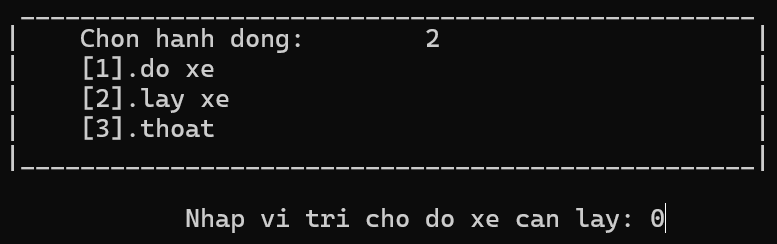 Chon hanh dong: 2
[1].do xe
[2].lay xe
[3].thoat
Nhap vi tri cho do xe can lay: 0